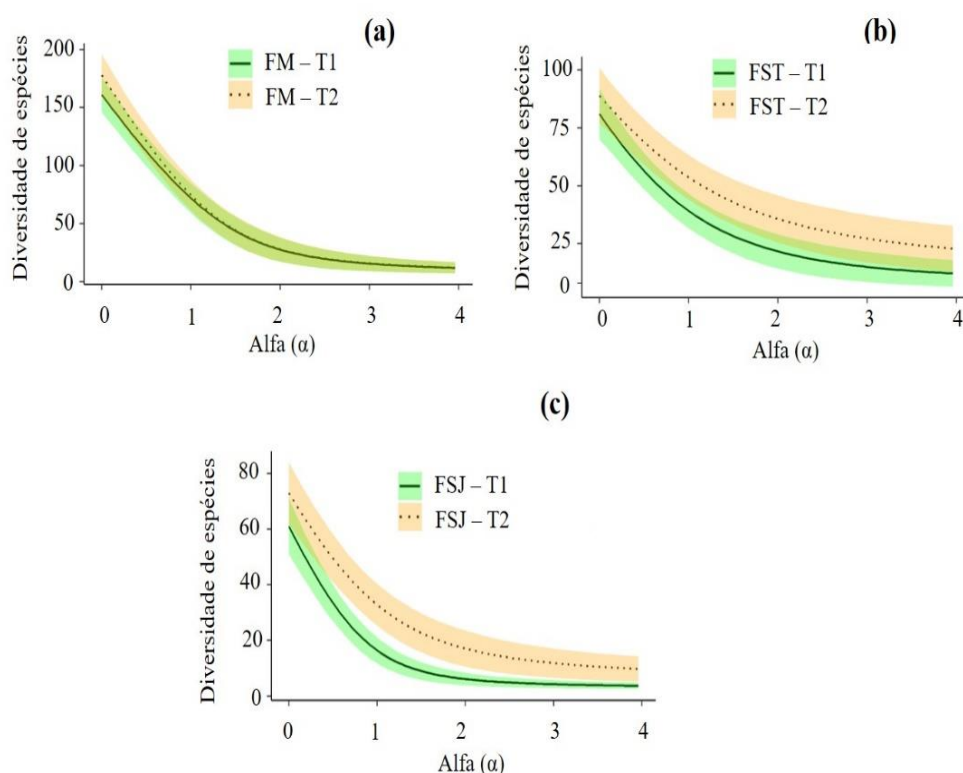 (a)
Diversidade de espécies
FM – T1
FM – T2
200
150
100
50
0
0 1 2 3 4
Alfa (α)
(b)
Diversidade de espécies
FST – T1
FST – T2
100
75
50
25
0
0 1 2 3 4
Alfa (α)
(c)
Diversidade de espécies
FSJ – T1
FSJ – T2
80
60
40
20
0
0 1 2 3 4
Alfa (α)